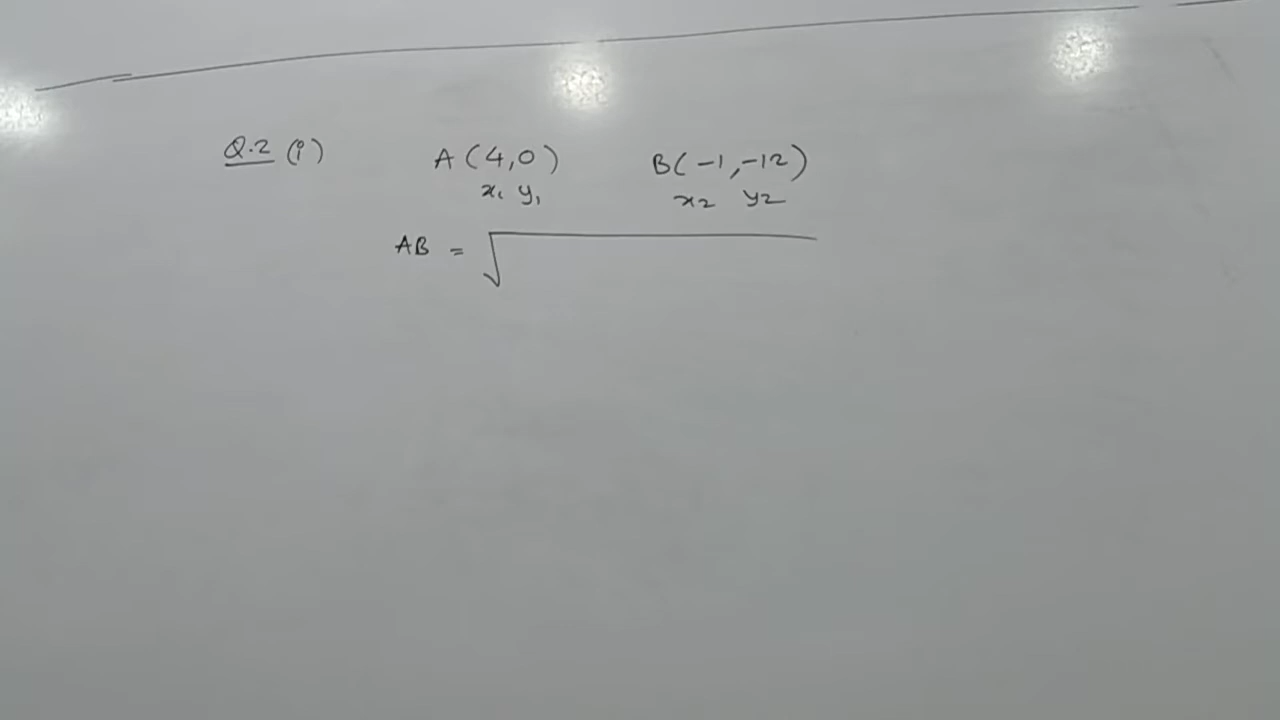 Q.2 (i) A (4,0) B(-1,-12)
x₁ y₁ x₂ y₂
AB = √